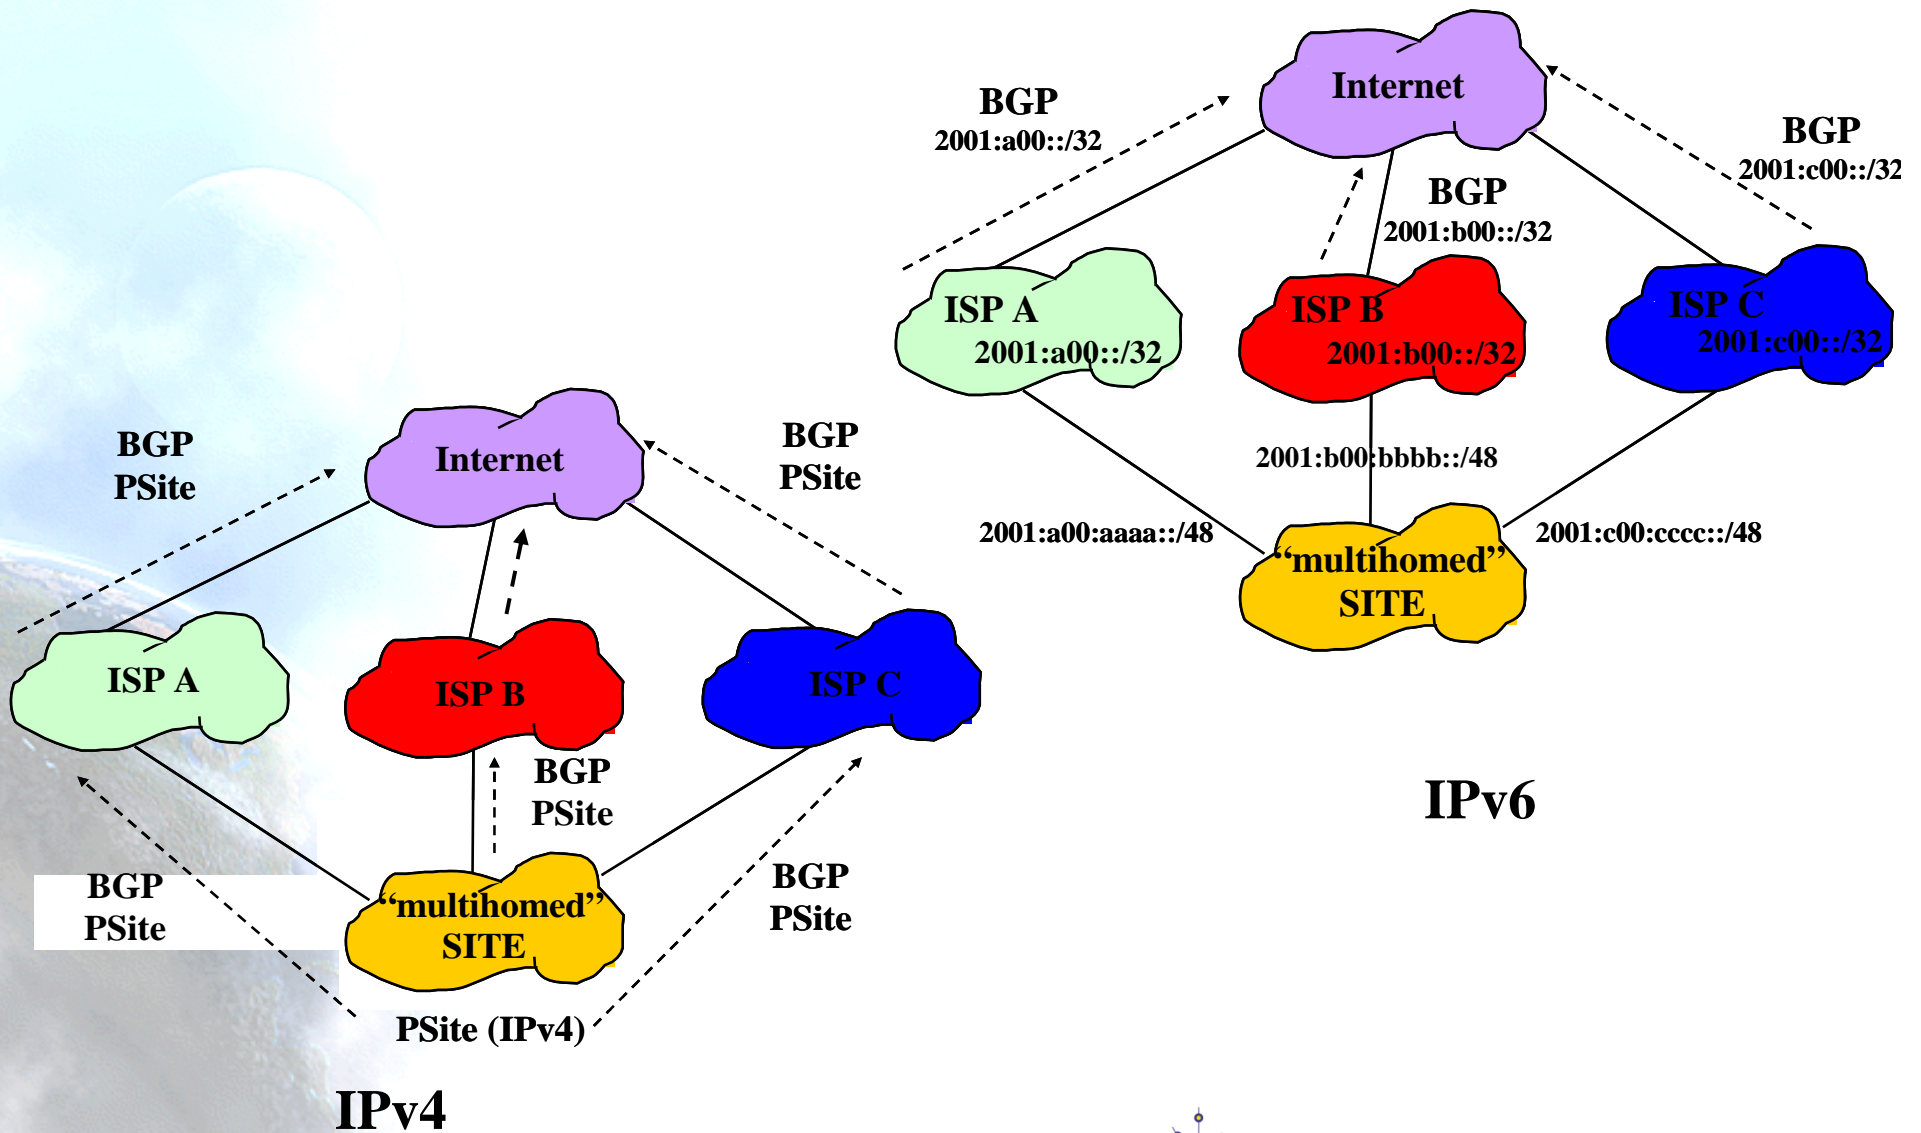 Internet
BGP
2001:a00::/32
BGP
2001:c00::/32
BGP
2001:b00::/32
ISP A
2001:a00::/32
ISP B
2001:b00::/32
ISP C
2001:c00::/32
2001:b00:bbbb::/48
2001:a00:aaaa::/48
2001:c00:cccc::/48
“multihomed”
SITE
IPv6
BGP
PSite
Internet
BGP
PSite
ISP A
ISP B
ISP C
BGP
PSite
BGP
PSite
BGP
PSite
“multihomed”
SITE
PSite (IPv4)
IPv4